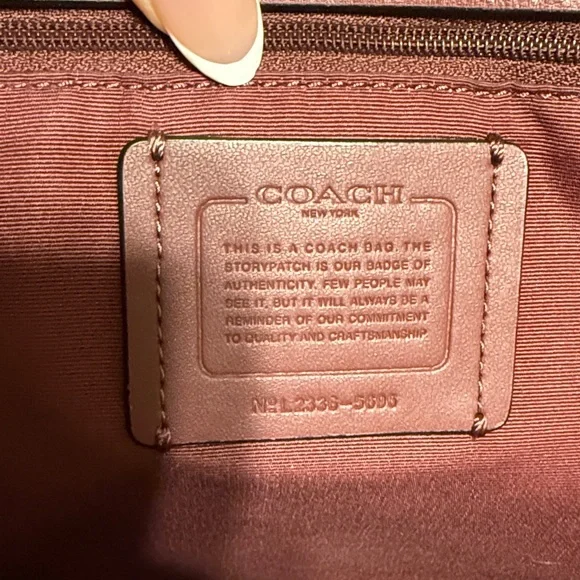 COACH
NEW YORK
THIS IS A COACH BAG. THE
STORYPATCH IS OUR BADGE OF
AUTHENTICITY. FEW PEOPLE MAY
SEE IT, BUT IT WILL ALWAYS BE A
REMINDER OF OUR COMMITMENT
TO QUALITY AND CRAFTSMANSHIP
Nº L2336-5696